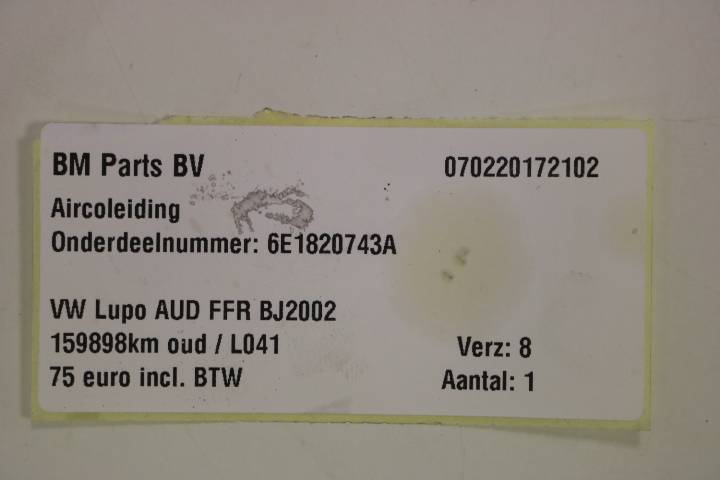 BM Parts BV 070220172102
Aircoleiding
Onderdeelnummer: 6E1820743A
VW Lupo AUD FFR BJ2002
159898km oud / L041 Verz: 8
75 euro incl. BTW Aantal: 1